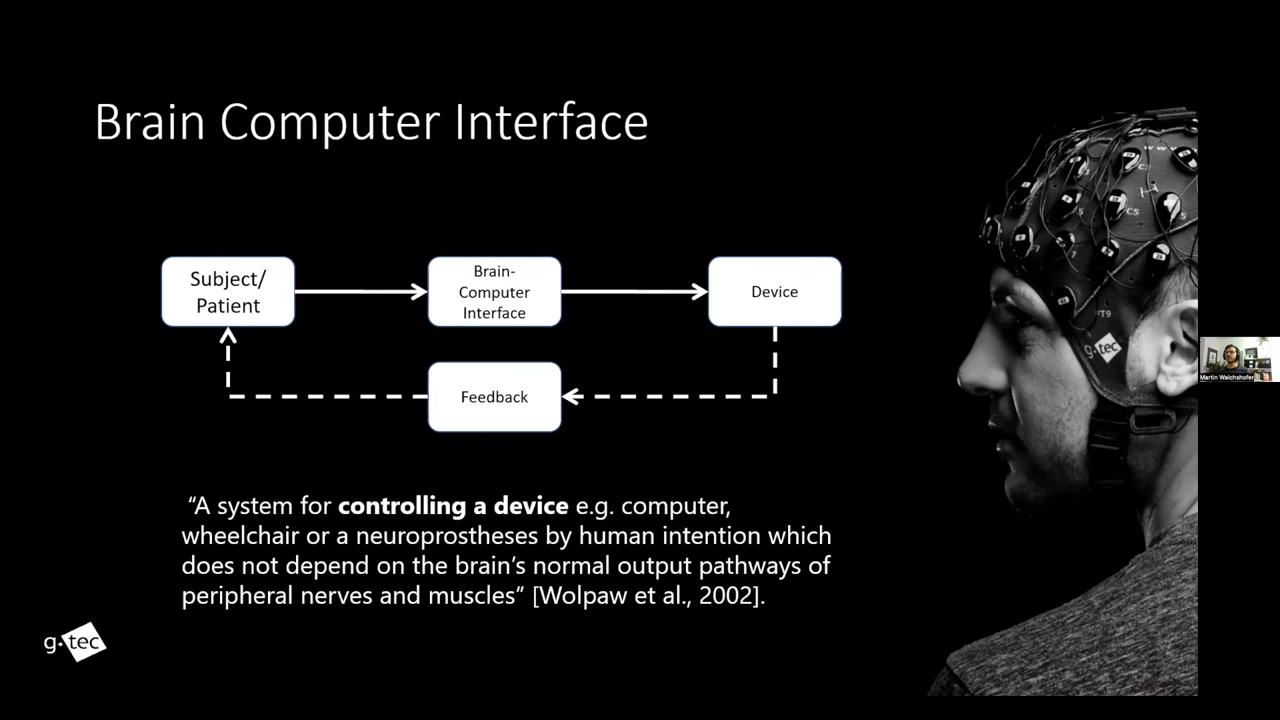 Brain Computer Interface
Subject/
Patient
Brain-
Computer
Interface
Device
Feedback
“A system for controlling a device e.g. computer,
wheelchair or a neuroprostheses by human intention which
does not depend on the brain’s normal output pathways of
peripheral nerves and muscles” [Wolpaw et al., 2002].
g.tec
C5
FT9
g.tec
Martin Walchshofer